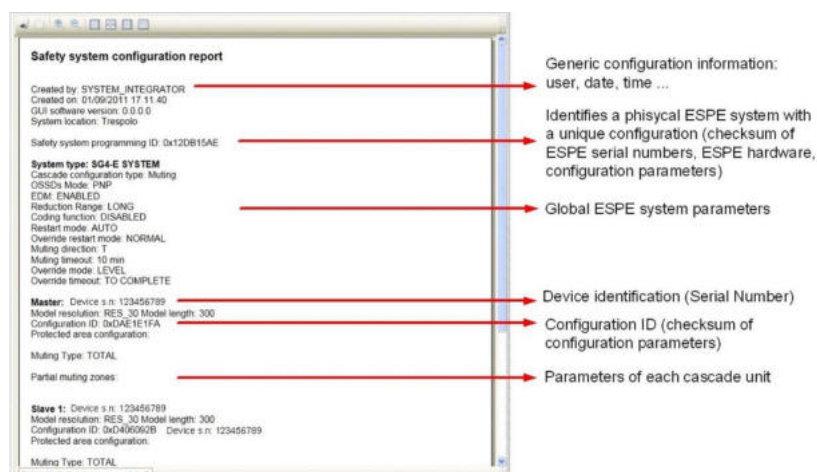 Safety system configuration report
Created by: SYSTEM_INTEGRATOR
Created on: 01/09/2011 17.11.40
GUI software version: 0.0.0.0
System location: Trespolo
Safety system programming ID: 0x12DB15AE
System type: SG4-E SYSTEM
Cascade configuration type: Muting
OSSDs Mode: PNP
EDM: ENABLED
Reduction Range: LONG
Coding function: DISABLED
Restart mode: AUTO
Override restart mode: NORMAL
Muting direction: T
Muting timeout: 10 min
Override mode: LEVEL
Override timeout: TO COMPLETE
Master: Device s.n: 123456789
Model resolution: RES_30 Model length: 300
Configuration ID: 0xDAE1E1FA
Protected area configuration:
Muting Type: TOTAL
Partial muting zones:
Slave 1: Device s.n: 123456789
Model resolution: RES_30 Model length: 300
Configuration ID: 0xD406092B Device s.n: 123456789
Protected area configuration:
Muting Type: TOTAL
Generic configuration information:
user, date, time ...
Identifies a phisycal ESPE system with
a unique configuration (checksum of
ESPE serial numbers, ESPE hardware,
configuration parameters)
Global ESPE system parameters
Device identification (Serial Number)
Configuration ID (checksum of
configuration parameters)
Parameters of each cascade unit